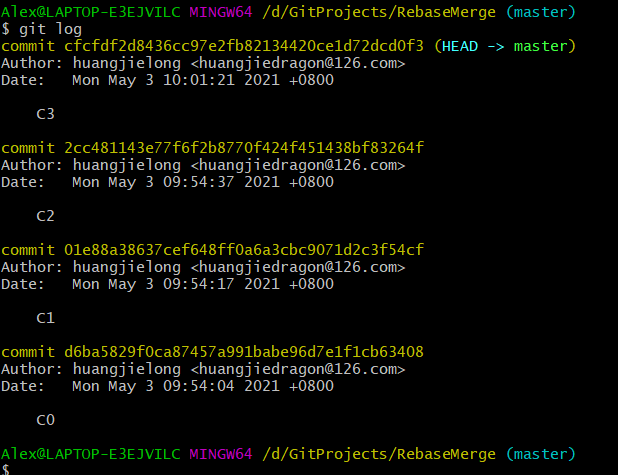 Alex@LAPTOP-E3EJVILC MINGW64 /d/GitProjects/RebaseMerge (master)
$ git log
commit cfcfdf2d8436cc97e2fb82134420ce1d72dcd0f3 (HEAD -> master)
Author: huangjielong <huangjiedragon@126.com>
Date:   Mon May 3 10:01:21 2021 +0800
    C3
commit 2cc481143e77f6f2b8770f424f451438bf83264f
Author: huangjielong <huangjiedragon@126.com>
Date:   Mon May 3 09:54:37 2021 +0800
    C2
commit 01e88a38637cef648ff0a6a3cbc9071d2c3f54cf
Author: huangjielong <huangjiedragon@126.com>
Date:   Mon May 3 09:54:17 2021 +0800
    C1
commit d6ba5829f0ca87457a991babe96d7e1f1cb63408
Author: huangjielong <huangjiedragon@126.com>
Date:   Mon May 3 09:54:04 2021 +0800
    C0
Alex@LAPTOP-E3EJVILC MINGW64 /d/GitProjects/RebaseMerge (master)
$